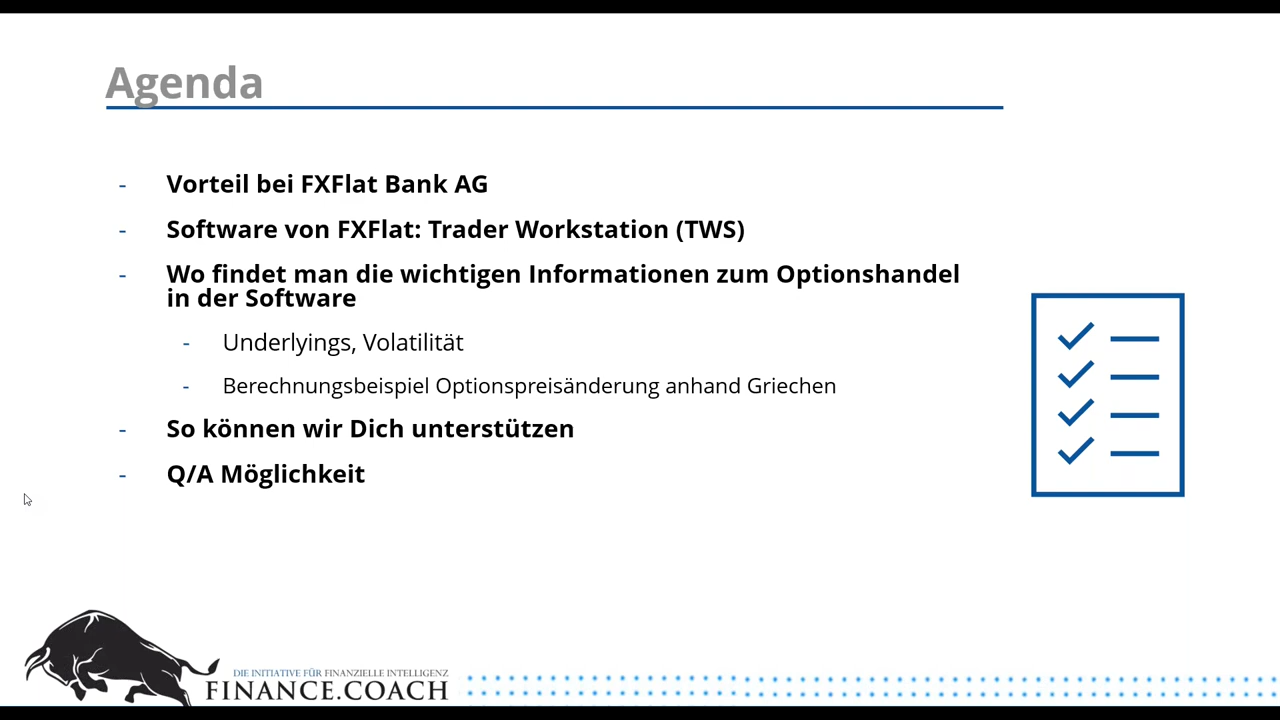 Agenda
- Vorteil bei FXFlat Bank AG
- Software von FXFlat: Trader Workstation (TWS)
- Wo findet man die wichtigen Informationen zum Optionshandel
in der Software
- Underlyings, Volatilität
- Berechnungsbeispiel Optionspreisänderung anhand Griechen
- So können wir Dich unterstützen
- Q/A Möglichkeit
DIE INITIATIVE FÜR FINANZIELLE INTELLIGENZ
FINANCE.COACH